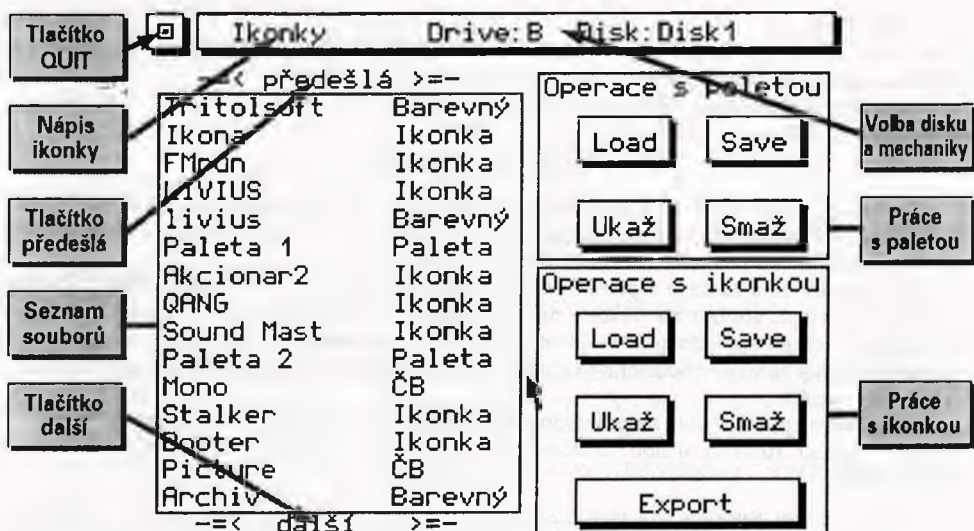 Tlačítko
QUIT
Ikonky Drive:B Disk:Disk1
Nápis
ikonky
Tlačítko
předešlá
Seznam
souborů
Tlačítko
další
-=< předešlá >=-
Tritolsoft Barevný
Ikona Ikonka
FMpdn Ikonka
LIVIUS Ikonka
livius Barevný
Paleta 1 Paleta
Akcionar2 Ikonka
QANG Ikonka
Sound Mast Ikonka
Paleta 2 Paleta
Mono ČB
Stalker Ikonka
Booter Ikonka
Picture ČB
Archiv Barevný
-=< další >=-
Operace s paletou
Load Save
Ukaž Smaž
Operace s ikonkou
Load Save
Ukaž Smaž
Export
Volba disku
a mechaniky
Práce
s paletou
Práce
s ikonkou